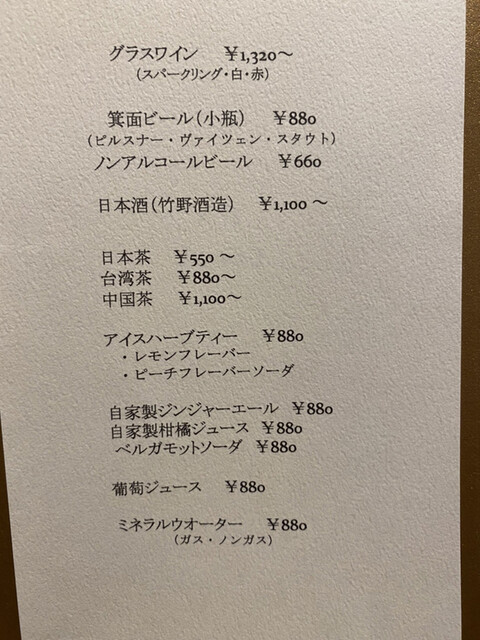 グラスワイン ￥1,320～
（スパークリング・白・赤）
箕面ビール（小瓶） ￥880
（ピルスナー・ヴァイツェン・スタウト）
ノンアルコールビール ￥660
日本酒（竹野酒造） ￥1,100 ～
日本茶 ￥550 ～
台湾茶 ￥880～
中国茶 ￥1,100～
アイスハーブティー ￥880
・レモンフレーバー
・ピーチフレーバーソーダ
自家製ジンジャーエール ￥880
自家製柑橘ジュース ￥880
ベルガモットソーダ ￥880
葡萄ジュース ￥880
ミネラルウオーター ￥880
（ガス・ノンガス）